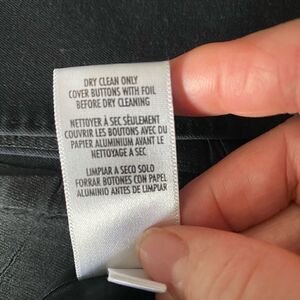 DRY CLEAN ONLY
COVER BUTTONS WITH FOIL
BEFORE DRY CLEANING
NETTOYER À SEC SEULEMENT
COUVRIR LES BOUTONS AVEC DU
PAPIER ALUMINIUM AVANT LE
NETTOYAGE A SEC
LIMPIAR A SECO SOLO
FORRAR BOTONES CON PAPEL
ALUMINIO ANTES DE LIMPIAR